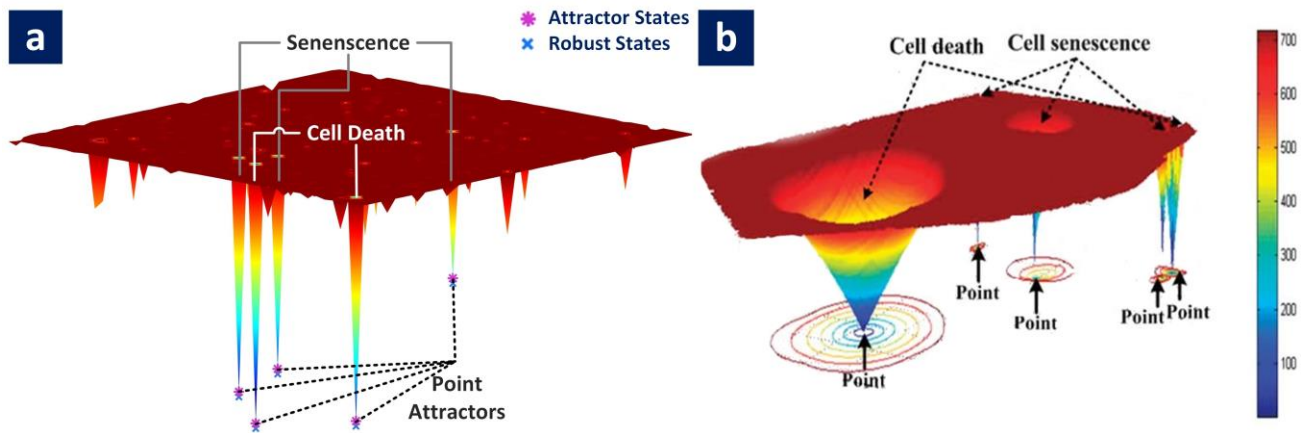 a
Attractor States
Robust States
Senenscence
Cell Death
Point
Attractors
b
Cell death
Cell senescence
Point
Point
Point
Point
Point
700
600
500
400
300
200
100